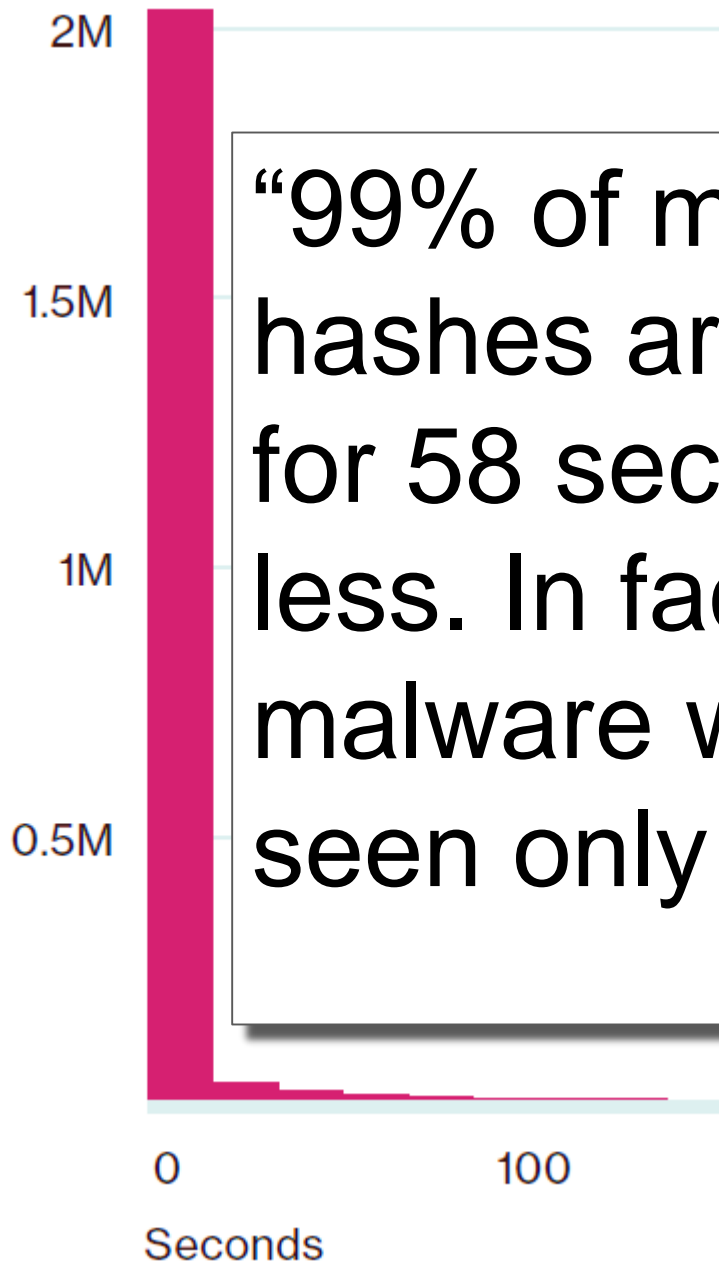 2M
“99% of m
hashes ar
1.5M
for 58 sec
1M
less. In fac
malware w
0.5M
seen only
0 100
Seconds